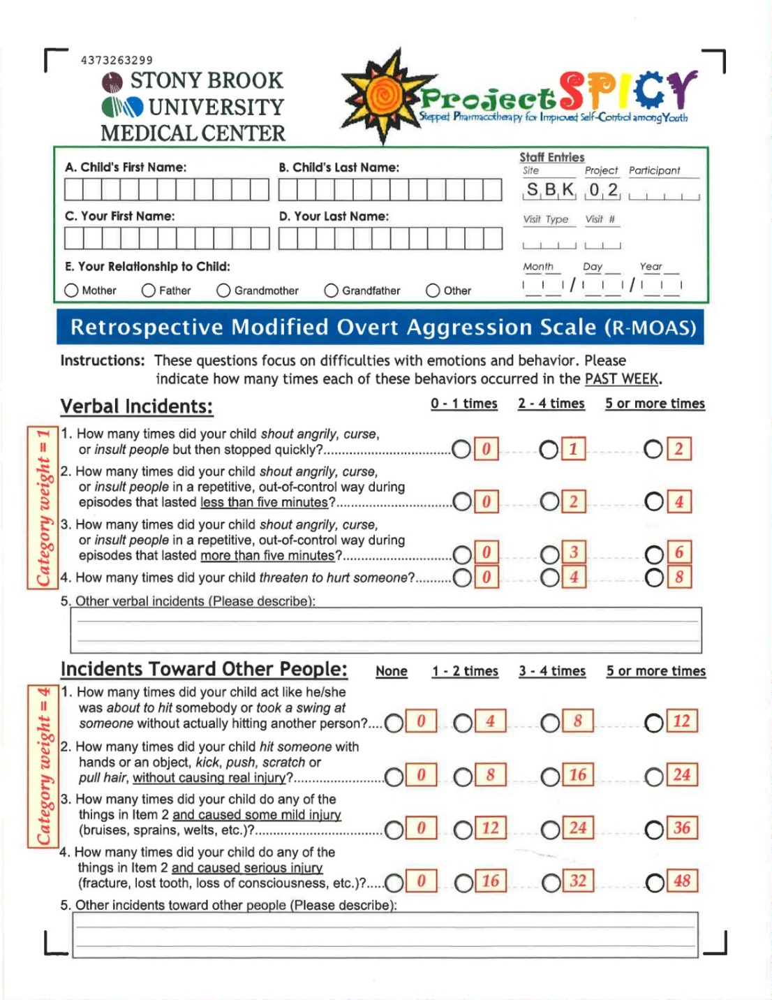 4373263299
STONY BROOK
UNIVERSITY
MEDICAL CENTER
Project SPICY
Stepped Pharmacotherapy for Improved Self-Control among Youth
A. Child's First Name:
B. Child's Last Name:
Staff Entries
Site Project Participant
S B K 0 2
C. Your First Name:
D. Your Last Name:
Visit Type Visit #
E. Your Relationship to Child:
Month Day Year
Mother Father Grandmother Grandfather Other
/ /
Retrospective Modified Overt Aggression Scale (R-MOAS)
Instructions: These questions focus on difficulties with emotions and behavior. Please
indicate how many times each of these behaviors occurred in the PAST WEEK.
Verbal Incidents: 0 - 1 times 2 - 4 times 5 or more times
Category weight = 1
1. How many times did your child shout angrily, curse,
or insult people but then stopped quickly? 0 1 2
2. How many times did your child shout angrily, curse,
or insult people in a repetitive, out-of-control way during
episodes that lasted less than five minutes? 0 2 4
3. How many times did your child shout angrily, curse,
or insult people in a repetitive, out-of-control way during
episodes that lasted more than five minutes? 0 3 6
4. How many times did your child threaten to hurt someone? 0 4 8
5. Other verbal incidents (Please describe):
Incidents Toward Other People: None 1 - 2 times 3 - 4 times 5 or more times
Category weight = 4
1. How many times did your child act like he/she
was about to hit somebody or took a swing at
someone without actually hitting another person?.... 0 4 8 12
2. How many times did your child hit someone with
hands or an object, kick, push, scratch or
pull hair, without causing real injury? 0 8 16 24
3. How many times did your child do any of the
things in Item 2 and caused some mild injury
(bruises, sprains, welts, etc.)? 0 12 24 36
4. How many times did your child do any of the
things in Item 2 and caused serious injury
(fracture, lost tooth, loss of consciousness, etc.)?..... 0 16 32 48
5. Other incidents toward other people (Please describe):